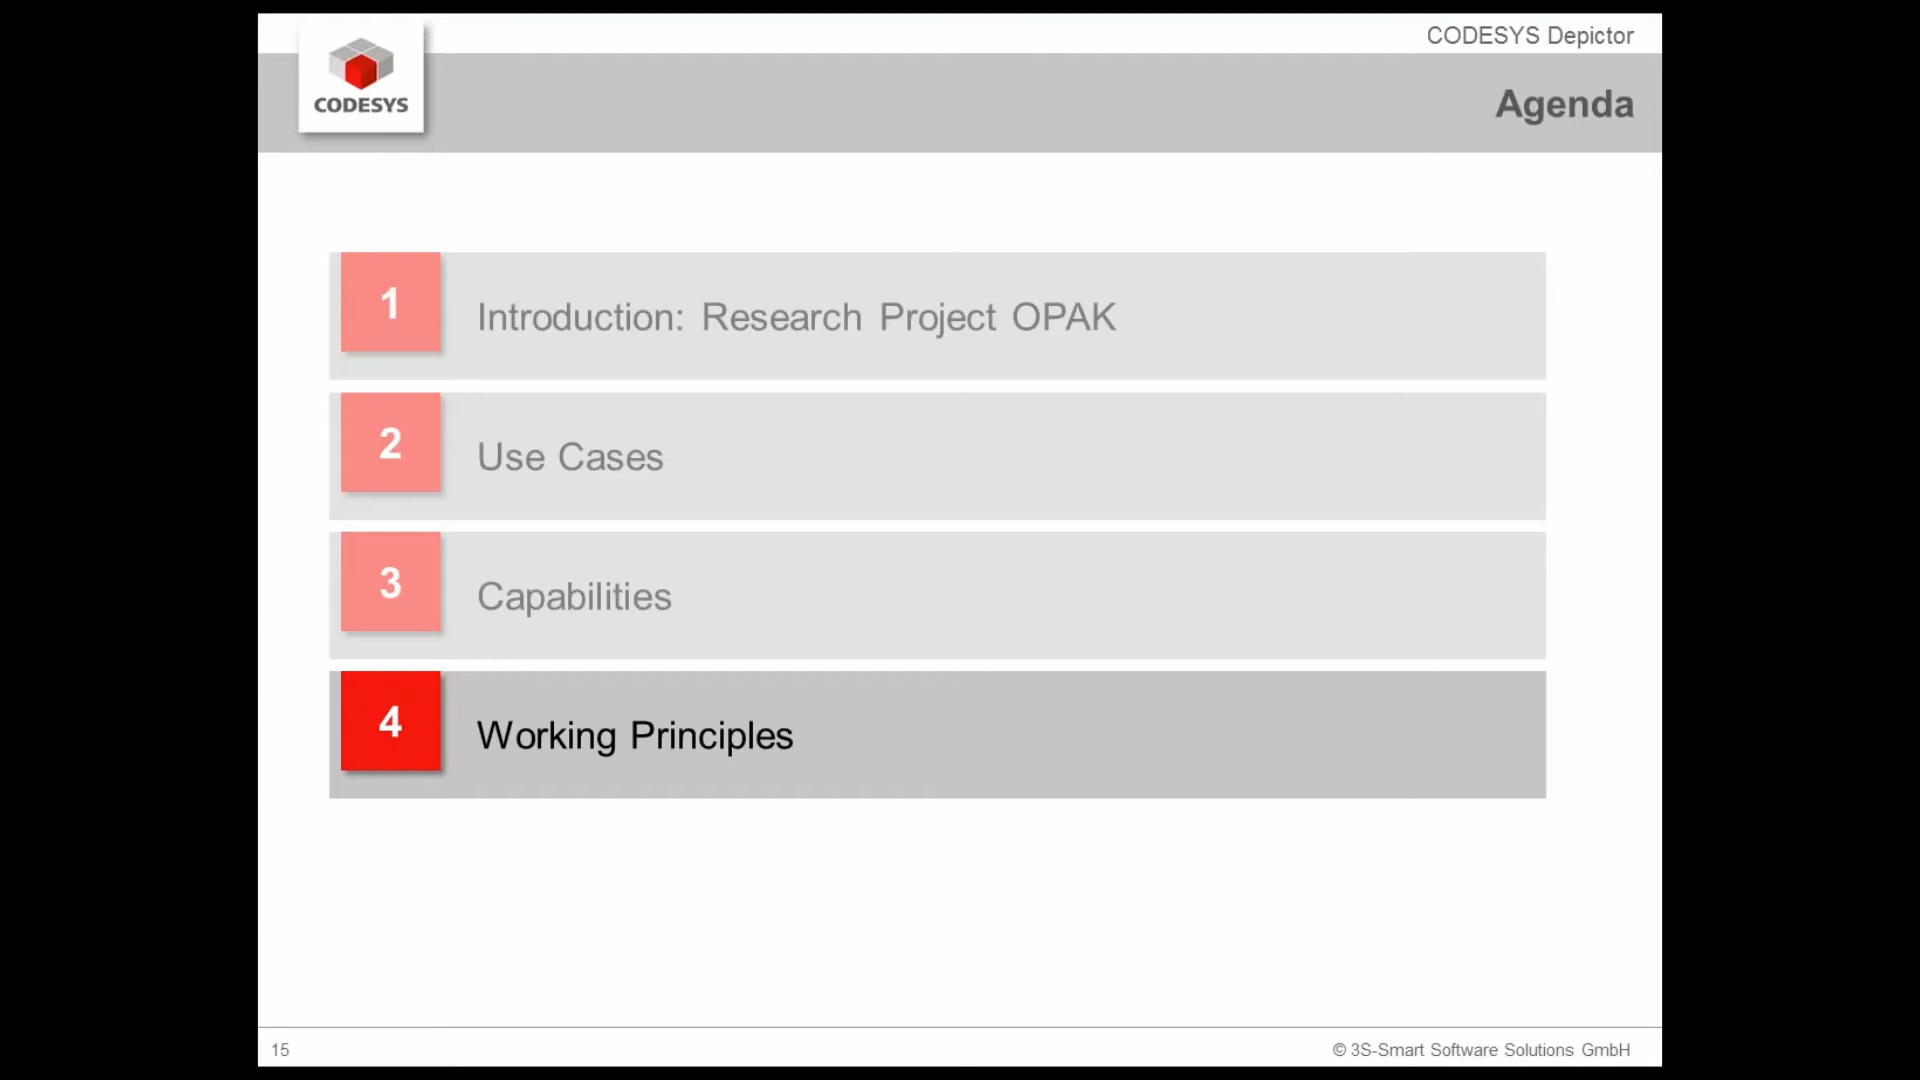 CODESYS Depictor
CODESYS
Agenda
1
Introduction: Research Project OPAK
2
Use Cases
3
Capabilities
4
Working Principles
15
© 3S-Smart Software Solutions GmbH